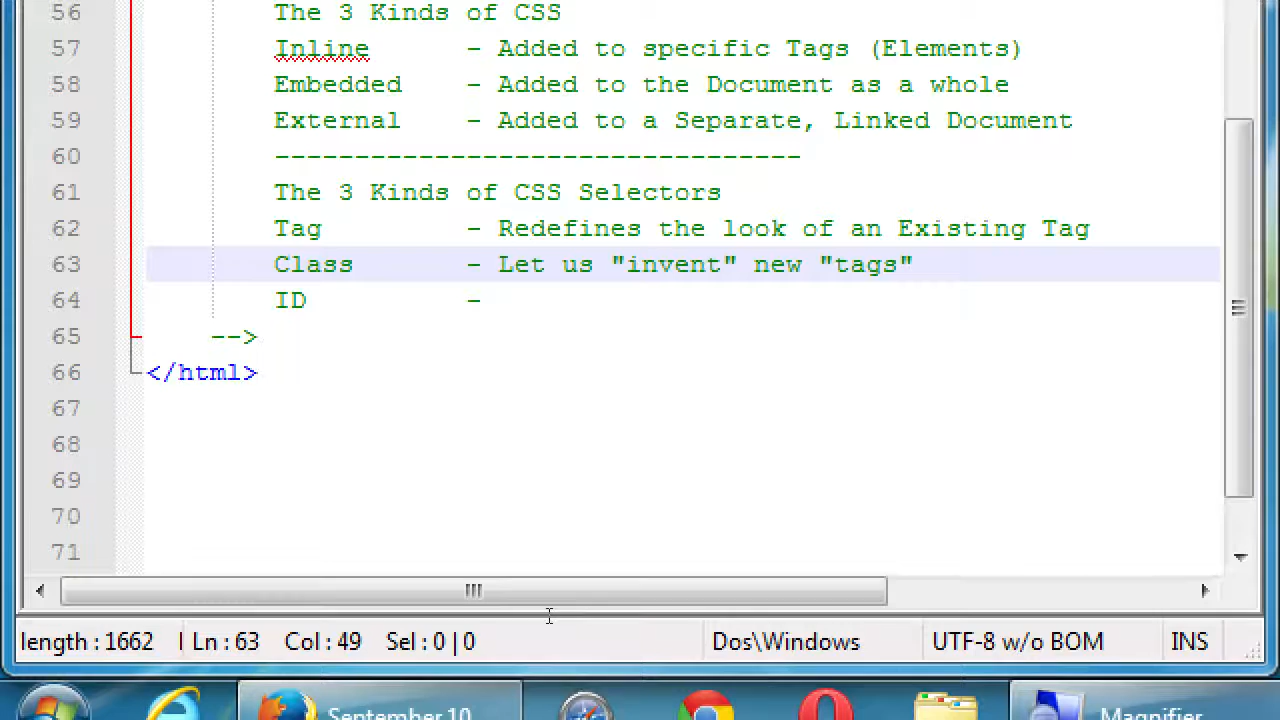 56 The 3 Kinds of CSS
57 Inline - Added to specific Tags (Elements)
58 Embedded - Added to the Document as a whole
59 External - Added to a Separate, Linked Document
60 ---------------------------------
61 The 3 Kinds of CSS Selectors
62 Tag - Redefines the look of an Existing Tag
63 Class - Let us "invent" new "tags"
64 ID -
65 -->
66 </html>
67
68
69
70
71
length : 1662 l Ln : 63 Col : 49 Sel : 0 | 0 Dos\Windows UTF-8 w/o BOM INS
September 10 Magnifier